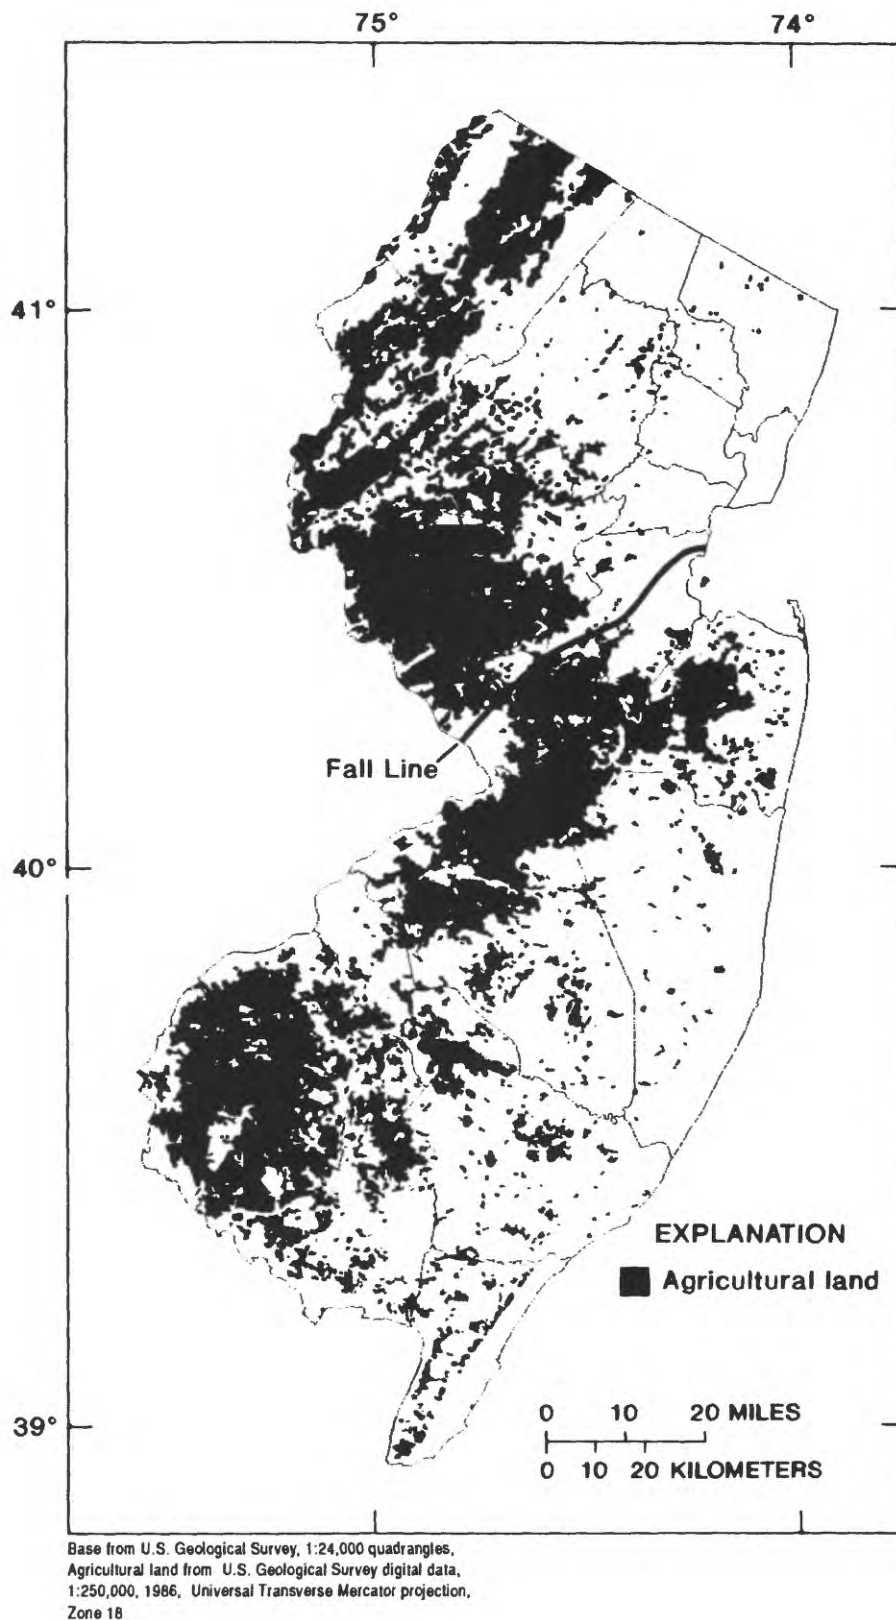 75° 74°
41°
Fall Line
40°
EXPLANATION
Agricultural land
0 10 20 MILES
39°
0 10 20 KILOMETERS
Base from U.S. Geological Survey, 1:24,000 quadrangles,
Agricultural land from U.S. Geological Survey digital data,
1:250,000, 1986, Universal Transverse Mercator projection,
Zone 18